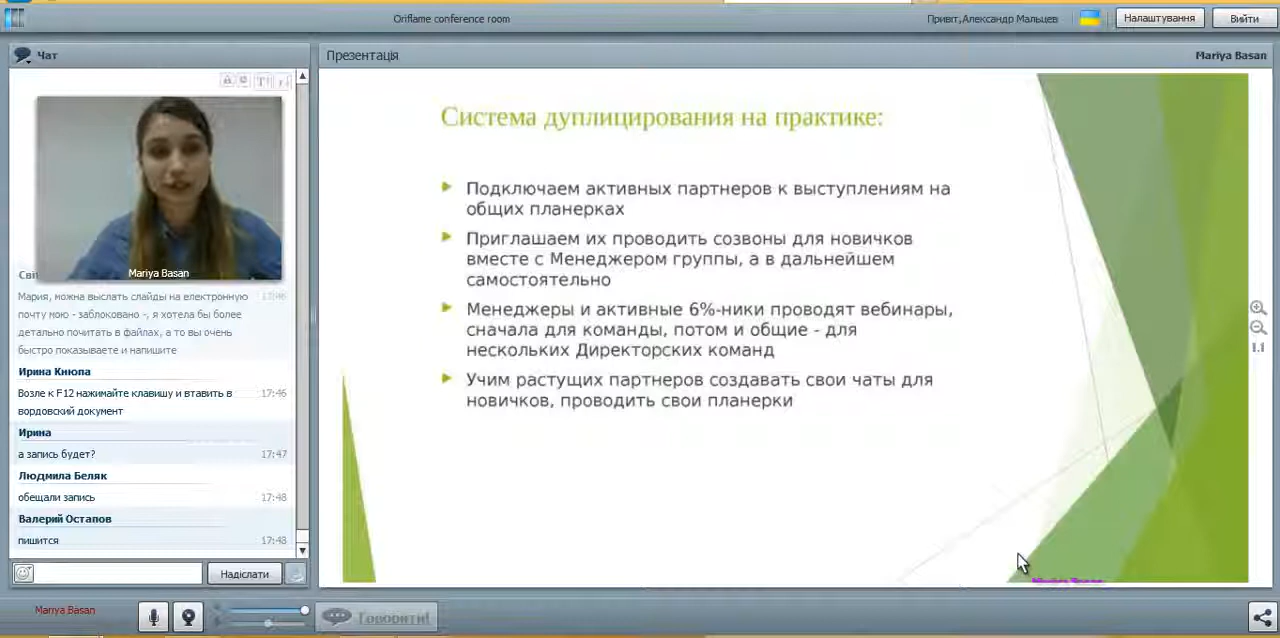 Oriflame conference room
Привіт,Александр Мальцев
Налаштування
Вийти
Чат
Презентація
Mariya Basan
Mariya Basan
Світ
Мария, можна выслать слайды на електронную 17:46
почту мою - заблоковано -, я хотела бы более
детально почитать в файлах, а то вы очень
быстро показываете и напишите
Ирина Кнюпа
Возле к F12 нажимайте клавишу и втавить в 17:46
вордовский документ
Ирина
а запись будет? 17:47
Людмила Беляк
обещали запись 17:48
Валерий Остапов
пишится 17:48
Надіслати
Система дуплицирования на практике:
Подключаем активных партнеров к выступлениям на
общих планерках
Приглашаем их проводить созвоны для новичков
вместе с Менеджером группы, а в дальнейшем
самостоятельно
Менеджеры и активные 6%-ники проводят вебинары,
сначала для команды, потом и общие - для
нескольких Директорских команд
Учим растущих партнеров создавать свои чаты для
новичков, проводить свои планерки
1.1
Mariya Basan
Говорити!